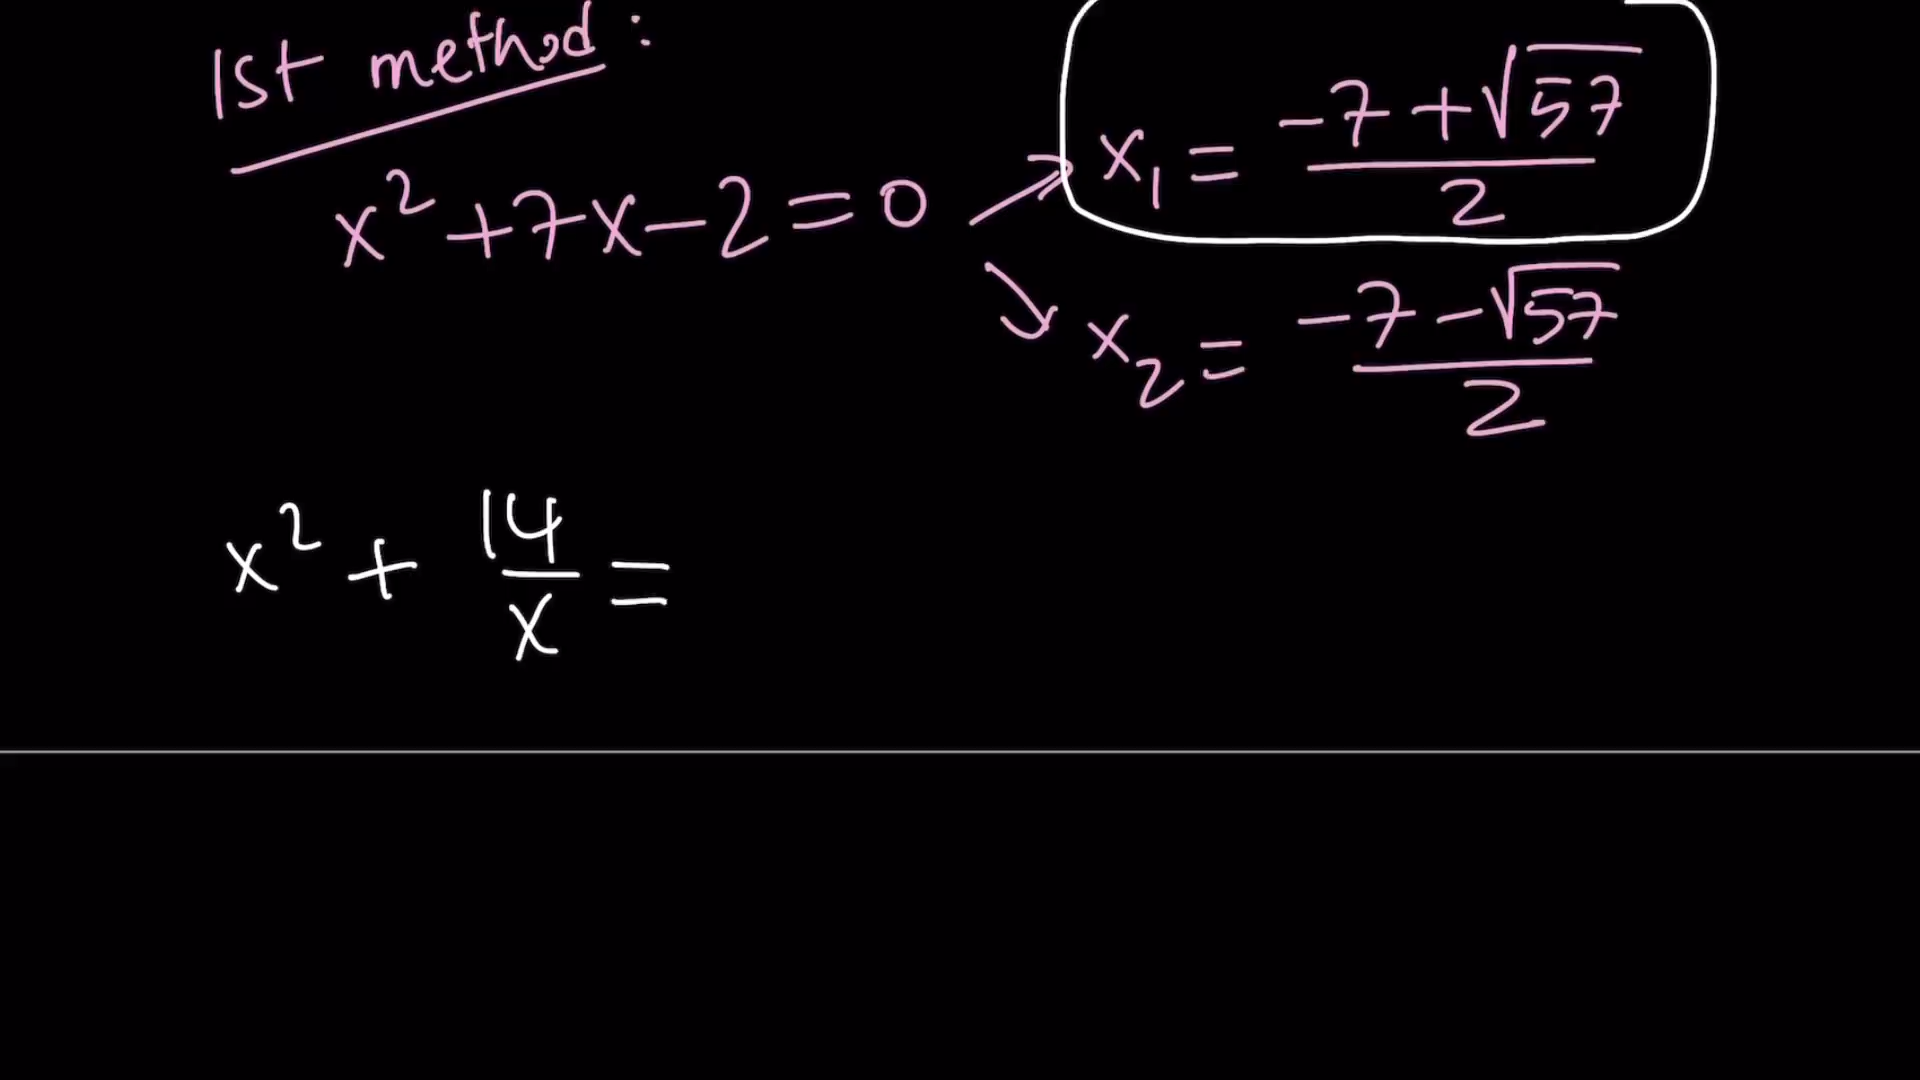 1st method:
x² + 7x - 2 = 0
x₁ = (-7 + √57)/2
x₂ = (-7 - √57)/2
x² + 14/x =